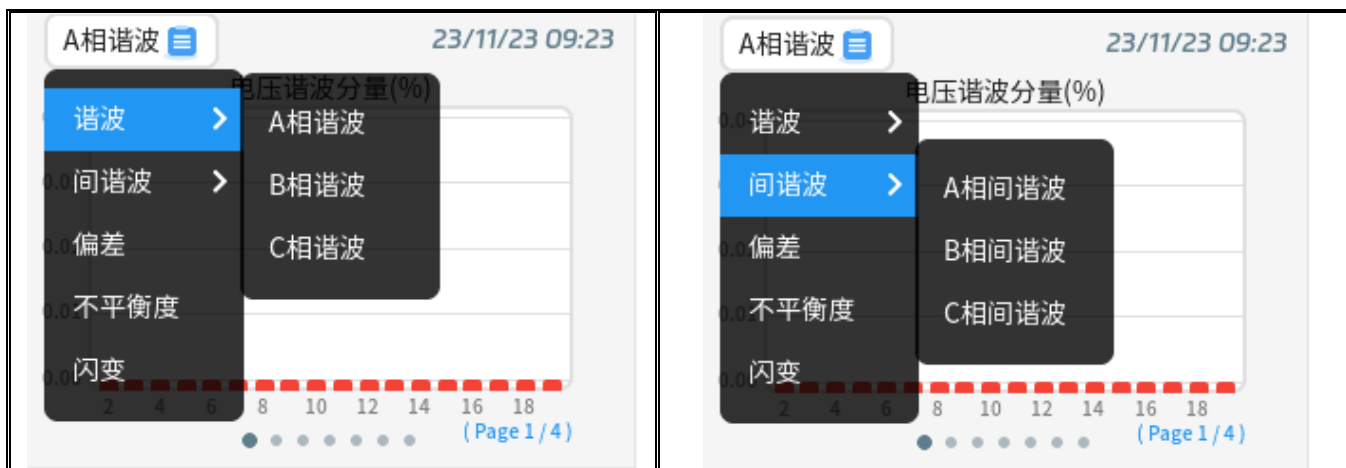 A相谐波
23/11/23 09:23
电压谐波分量(%)
谐波
A相谐波
间谐波
B相谐波
偏差
C相谐波
不平衡度
闪变
2 4 6 8 10 12 14 16 18
(Page 1/4)
A相谐波
23/11/23 09:23
电压谐波分量(%)
谐波
间谐波
A相间谐波
偏差
B相间谐波
不平衡度
C相间谐波
闪变
2 4 6 8 10 12 14 16 18
(Page 1/4)